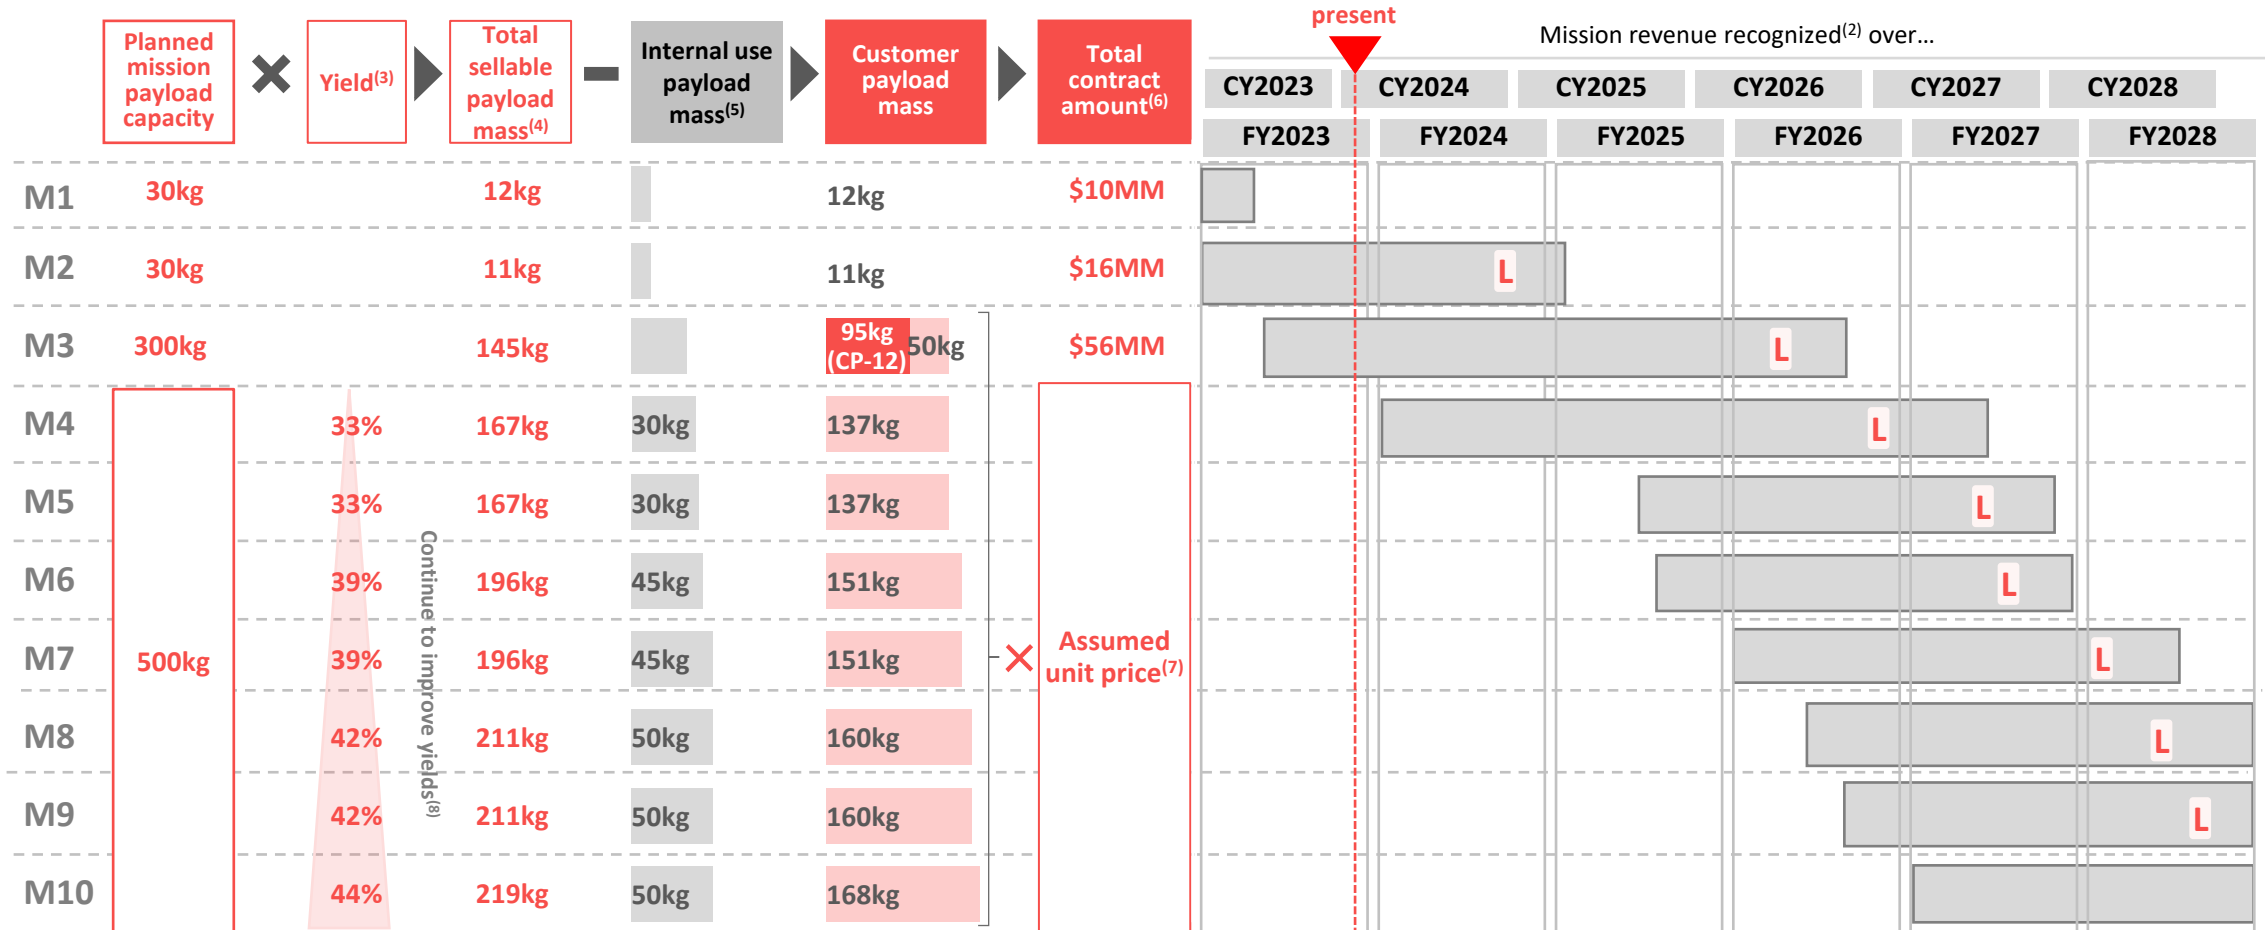 Planned
mission
payload
capacity
Yield(3)
Total
sellable
payload
mass(4)
Internal use
payload
mass(5)
Customer
payload
mass
Total
contract
amount(6)
present
Mission revenue recognized(2) over…
CY2023 CY2024 CY2025 CY2026 CY2027 CY2028
FY2023 FY2024 FY2025 FY2026 FY2027 FY2028
M1 30kg 12kg 12kg $10MM
M2 30kg 11kg 11kg $16MM L
M3 300kg 145kg 95kg
(CP-12) 50kg $56MM L
M4 33% 167kg 30kg 137kg L
M5 33% 167kg 30kg 137kg L
M6 39% 196kg 45kg 151kg L
M7 500kg 39% 196kg 45kg 151kg L
Assumed
unit price(7)
M8 42% 211kg 50kg 160kg L
M9 42% 211kg 50kg 160kg L
M10 44% 219kg 50kg 168kg
Continue to improve yields(8)